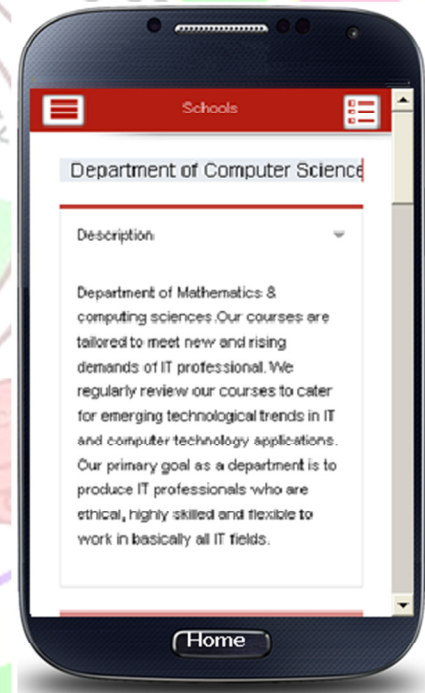 Schools
Department of Computer Science
Description
Department of Mathematics &
computing sciences.Our courses are
tailored to meet new and rising
demands of IT professional. We
regularly review our courses to cater
for emerging technological trends in IT
and computer technology applications.
Our primary goal as a department is to
produce IT professionals who are
ethical, highly skilled and flexible to
work in basically all IT fields.
Home